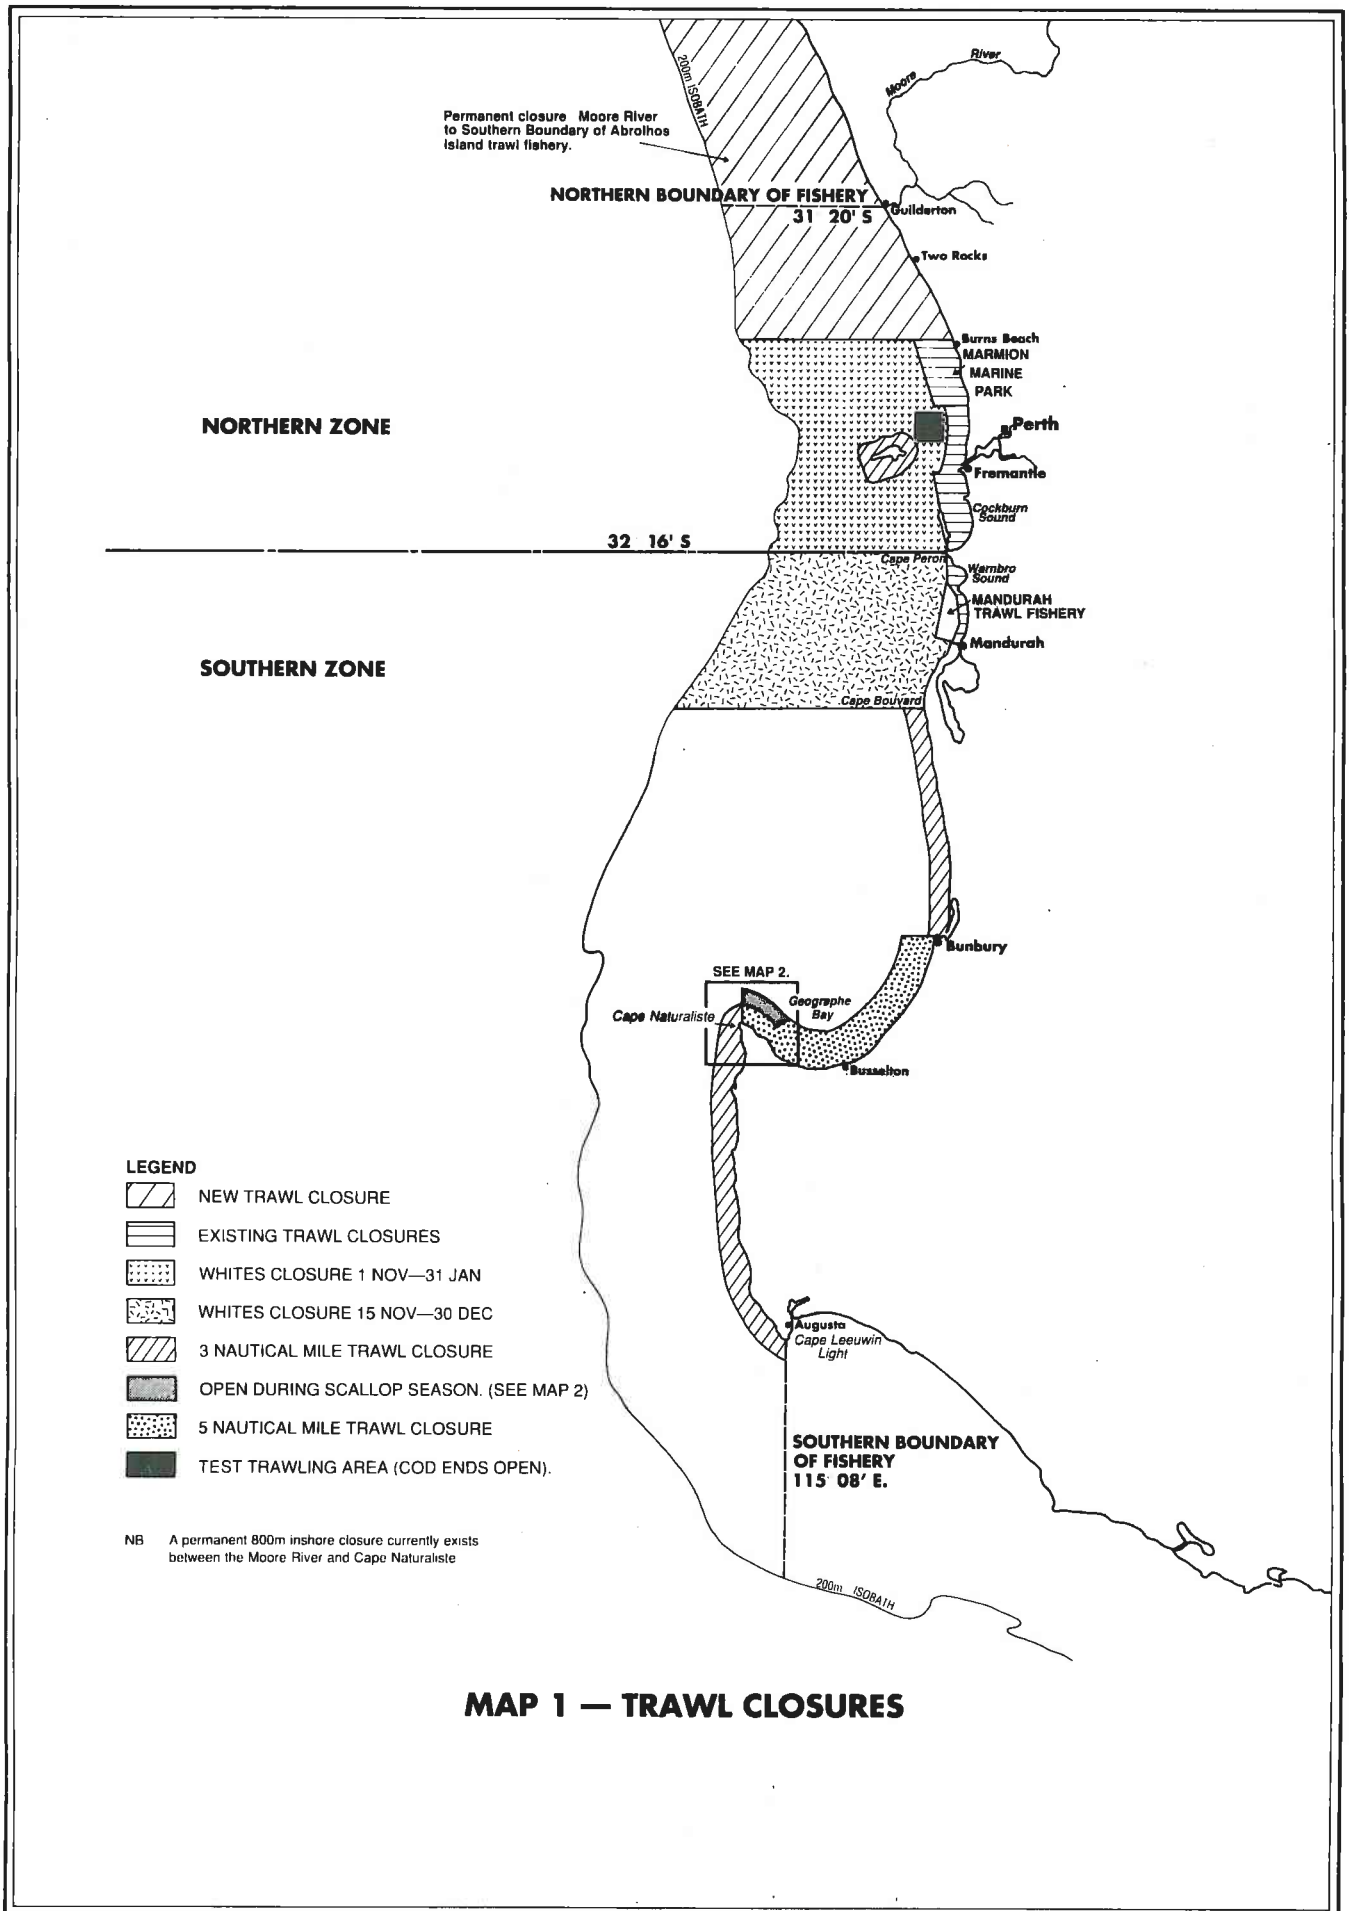 River
Moore
200m ISOBATH
Permanent closure Moore River
to Southern Boundary of Abrolhos
Island trawl fishery.
NORTHERN BOUNDARY OF FISHERY
31 20' S
Guilderton
Two Rocks
Burns Beach
MARMION
MARINE
PARK
NORTHERN ZONE
Perth
Fremantle
Cockburn
Sound
32 16' S
Cape Peron
Warnbro
Sound
MANDURAH
TRAWL FISHERY
Mandurah
SOUTHERN ZONE
Cape Bouvard
Bunbury
SEE MAP 2.
Geographe
Bay
Cape Naturaliste
Busselton
LEGEND
NEW TRAWL CLOSURE
EXISTING TRAWL CLOSURES
WHITES CLOSURE 1 NOV—31 JAN
WHITES CLOSURE 15 NOV—30 DEC
3 NAUTICAL MILE TRAWL CLOSURE
OPEN DURING SCALLOP SEASON. (SEE MAP 2)
5 NAUTICAL MILE TRAWL CLOSURE
TEST TRAWLING AREA (COD ENDS OPEN).
Augusta
Cape Leeuwin
Light
SOUTHERN BOUNDARY
OF FISHERY
115 08' E.
NB A permanent 800m inshore closure currently exists
between the Moore River and Cape Naturaliste
200m ISOBATH
MAP 1 — TRAWL CLOSURES